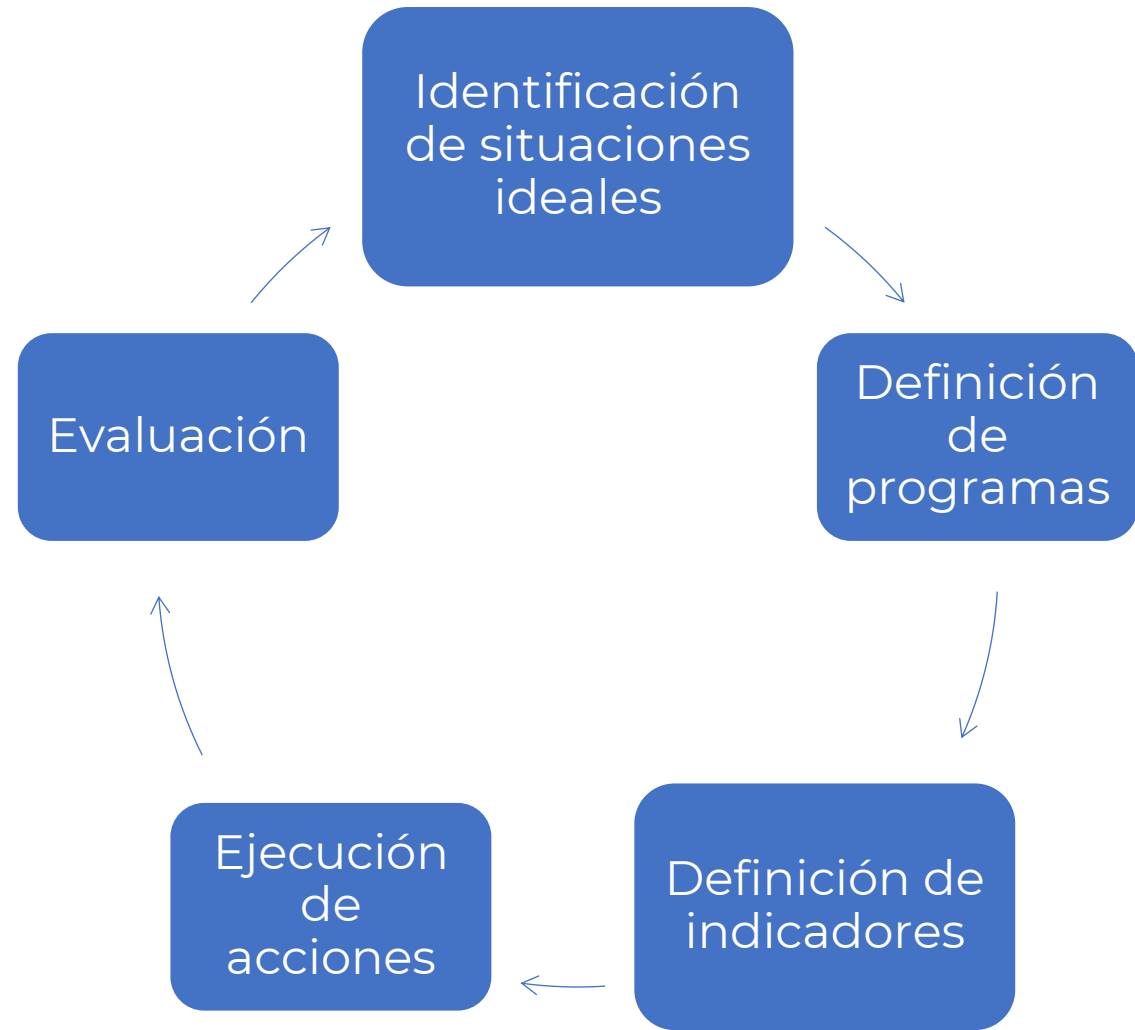 Identificación
de situaciones
ideales
Definición
de
programas
Definición de
indicadores
Ejecución
de
acciones
Evaluación